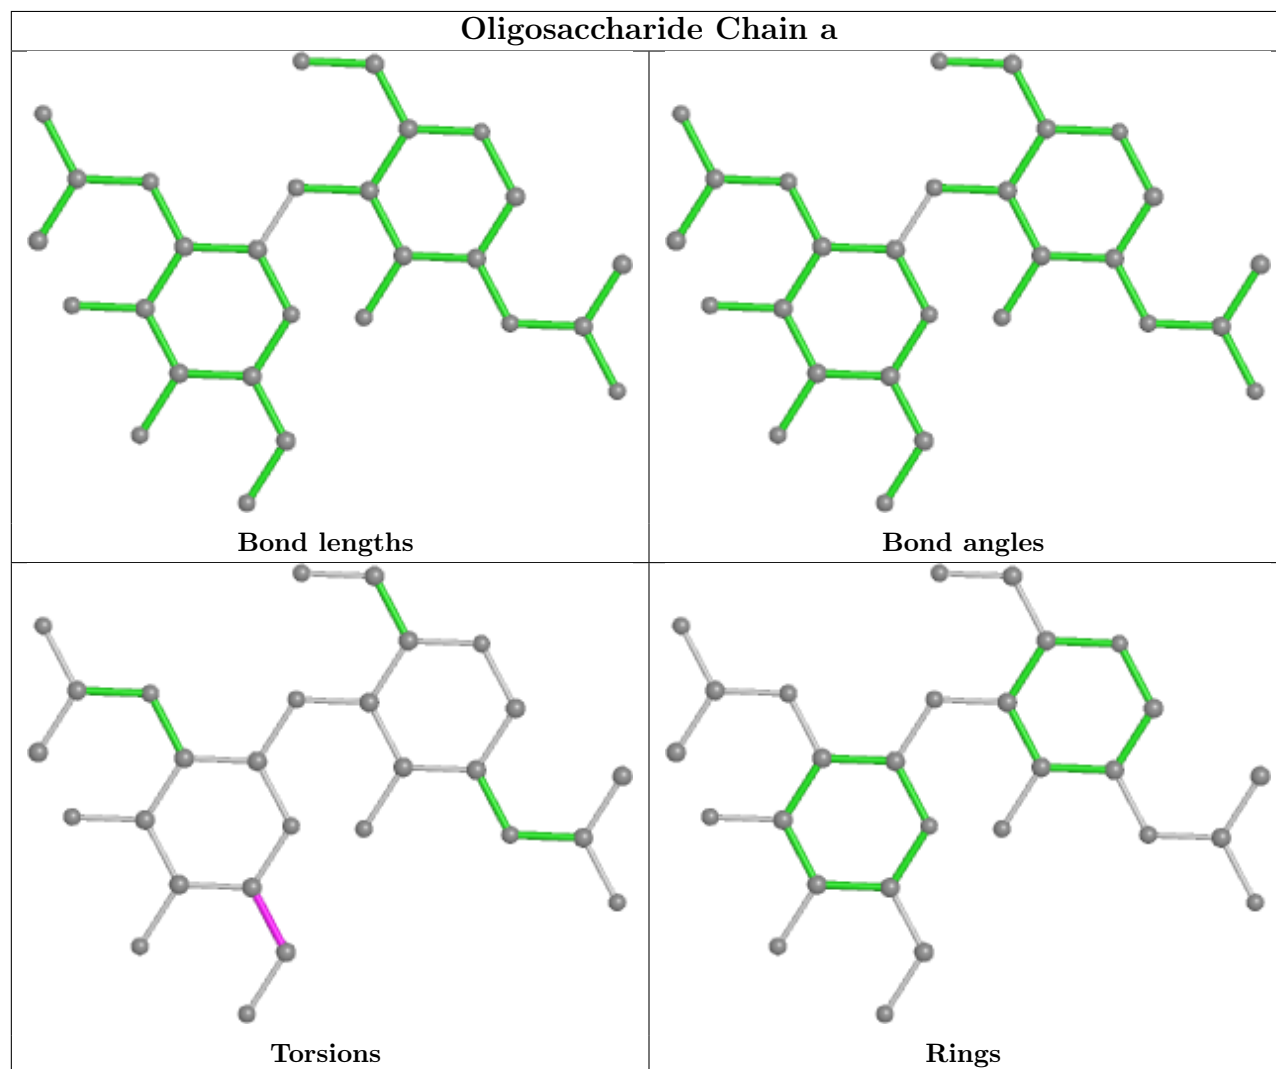 Oligosaccharide Chain a
Bond lengths
Bond angles
Torsions
Rings